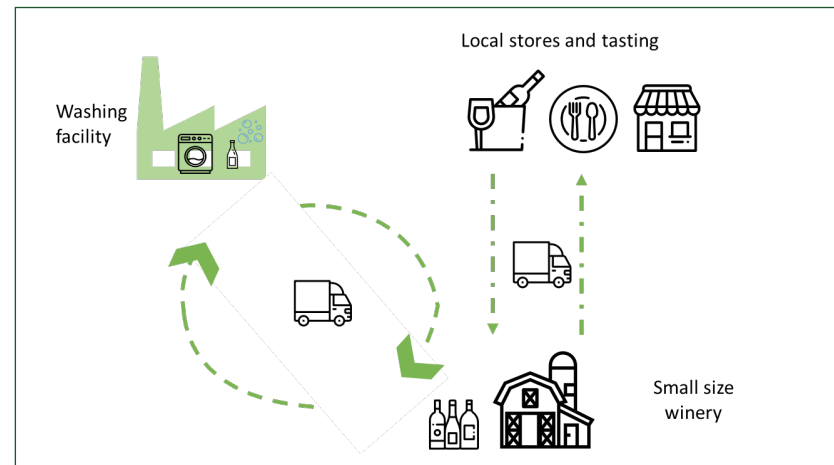 Local stores and tasting
Washing
facility
Small size
winery